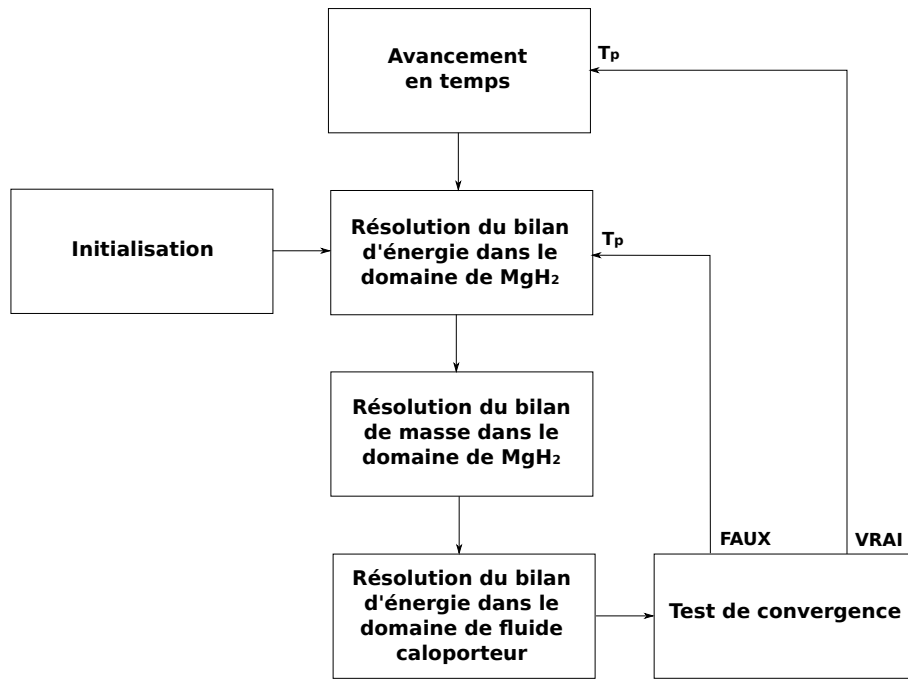 Avancement
en temps
Tp
Initialisation
Résolution du bilan
d'énergie dans le
domaine de MgH₂
Tp
Résolution du bilan
de masse dans le
domaine de MgH₂
FAUX
VRAI
Résolution du bilan
d'énergie dans le
domaine de fluide
caloporteur
Test de convergence